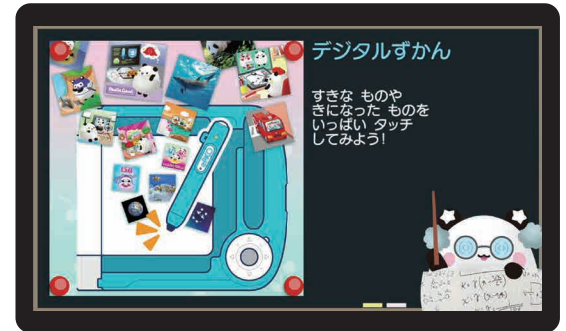 デジタルずかん
すきな ものや
きになった ものを
いっぱい タッチ
してみよう!